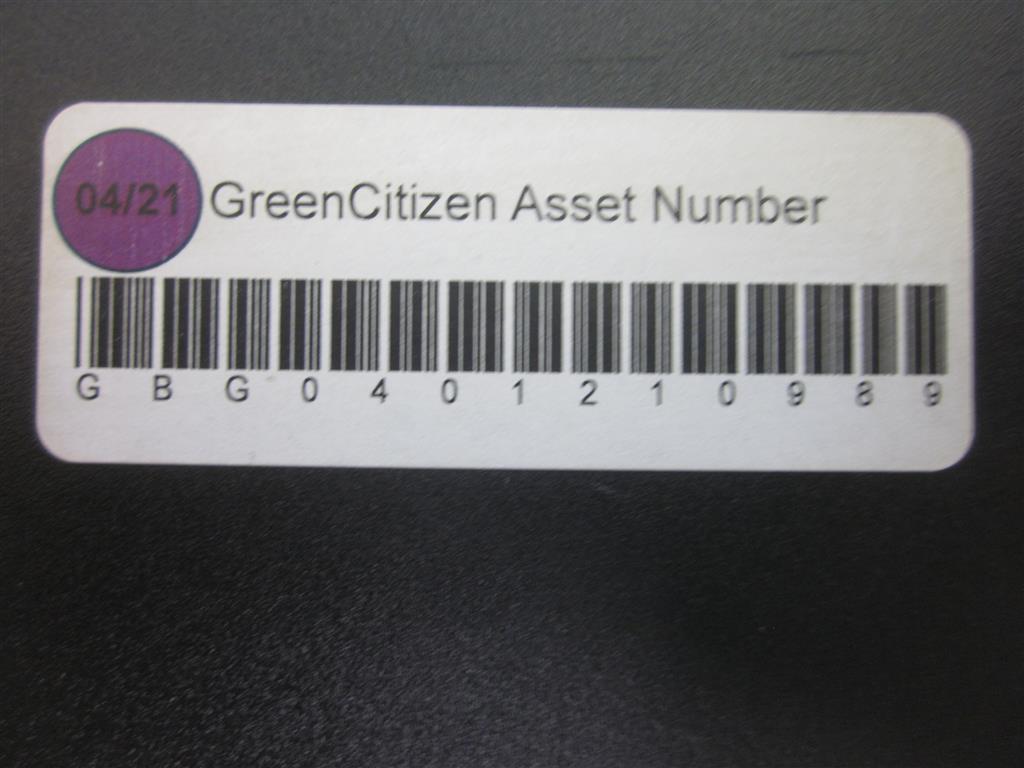 04/21 GreenCitizen Asset Number
G B G 0 4 0 1 2 1 0 9 8 9